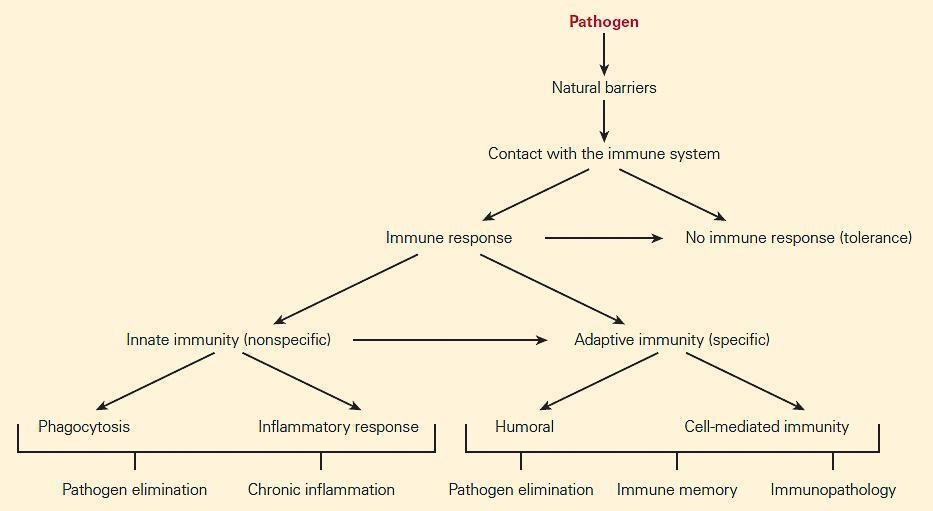 Pathogen
Natural barriers
Contact with the immune system
Immune response
No immune response (tolerance)
Innate immunity (nonspecific)
Adaptive immunity (specific)
Phagocytosis
Inflammatory response
Humoral
Cell-mediated immunity
Pathogen elimination
Chronic inflammation
Pathogen elimination
Immune memory
Immunopathology